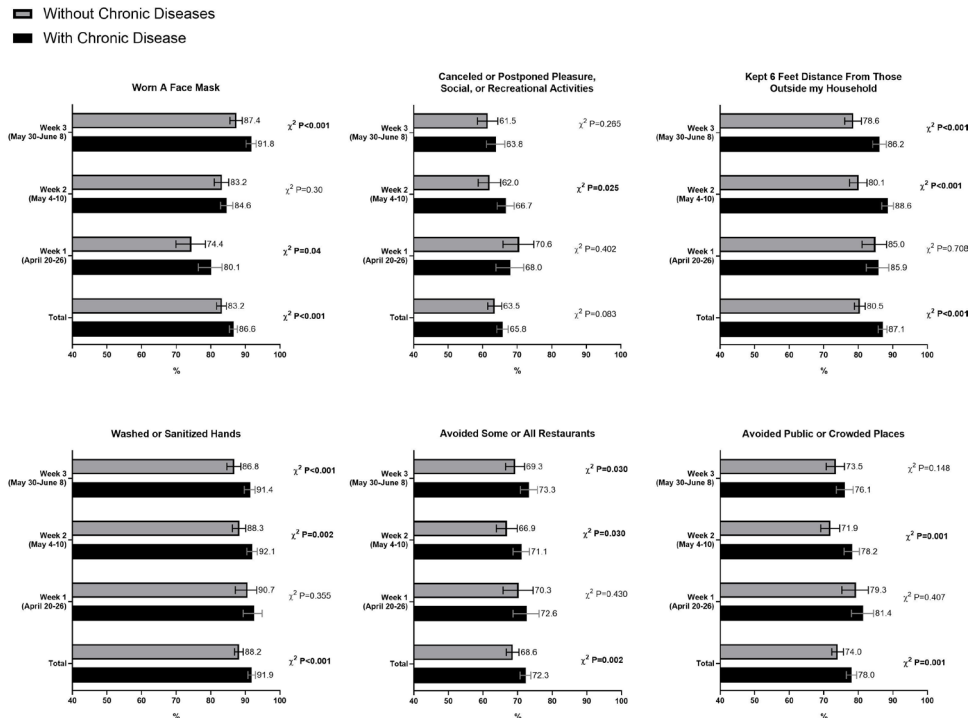 Without Chronic Diseases
With Chronic Disease
Worn A Face Mask
Week 3
(May 30-June 8)
87.4
91.8
χ² P<0.001
Week 2
(May 4-10)
83.2
84.6
χ² P=0.30
Week 1
(April 20-26)
74.4
80.1
χ² P=0.04
Total
83.2
86.6
χ² P<0.001
40 50 60 70 80 90 100
%
Canceled or Postponed Pleasure,
Social, or Recreational Activities
Week 3
(May 30-June 8)
61.5
63.8
χ² P=0.265
Week 2
(May 4-10)
62.0
66.7
χ² P=0.025
Week 1
(April 20-26)
70.6
68.0
χ² P=0.402
Total
63.5
65.8
χ² P=0.083
40 50 60 70 80 90 100
%
Kept 6 Feet Distance From Those
Outside my Household
Week 3
(May 30-June 8)
78.6
86.2
χ² P<0.001
Week 2
(May 4-10)
80.1
88.6
χ² P<0.001
Week 1
(April 20-26)
85.0
85.9
χ² P=0.708
Total
80.5
87.1
χ² P<0.001
40 50 60 70 80 90 100
%
Washed or Sanitized Hands
Week 3
(May 30-June 8)
86.8
91.4
χ² P<0.001
Week 2
(May 4-10)
88.3
92.1
χ² P=0.002
Week 1
(April 20-26)
90.7
χ² P=0.355
Total
88.2
91.9
χ² P<0.001
40 50 60 70 80 90 100
%
Avoided Some or All Restaurants
Week 3
(May 30-June 8)
69.3
73.3
χ² P=0.030
Week 2
(May 4-10)
66.9
71.1
χ² P=0.030
Week 1
(April 20-26)
70.3
72.6
χ² P=0.430
Total
68.6
72.3
χ² P=0.002
40 50 60 70 80 90 100
%
Avoided Public or Crowded Places
Week 3
(May 30-June 8)
73.5
76.1
χ² P=0.148
Week 2
(May 4-10)
71.9
78.2
χ² P=0.001
Week 1
(April 20-26)
79.3
81.4
χ² P=0.407
Total
74.0
78.0
χ² P=0.001
40 50 60 70 80 90 100
%